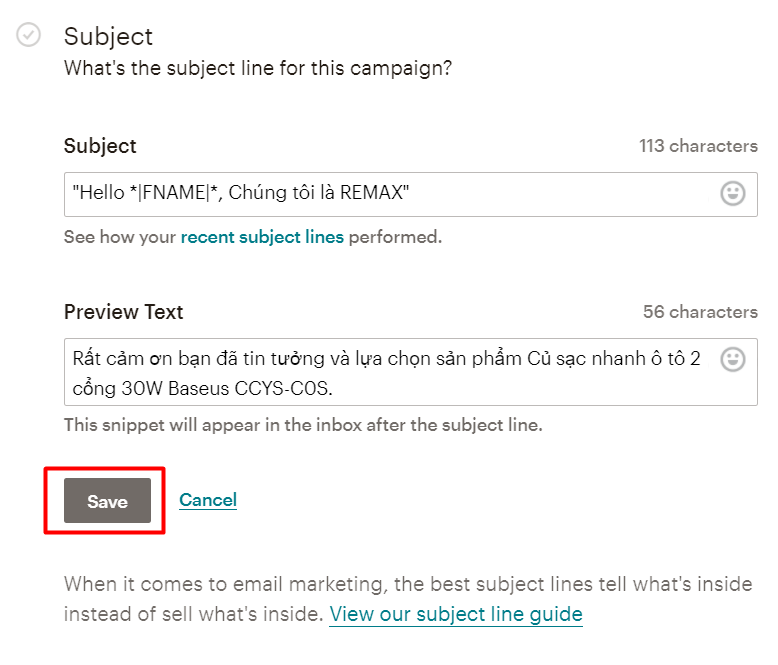 Subject
What's the subject line for this campaign?
Subject
113 characters
"Hello *|FNAME|*, Chúng tôi là REMAX"
See how your recent subject lines performed.
Preview Text
56 characters
Rất cảm ơn bạn đã tin tưởng và lựa chọn sản phẩm Củ sạc nhanh ô tô 2
cổng 30W Baseus CCYS-C0S.
This snippet will appear in the inbox after the subject line.
Save
Cancel
When it comes to email marketing, the best subject lines tell what's inside
instead of sell what's inside. View our subject line guide